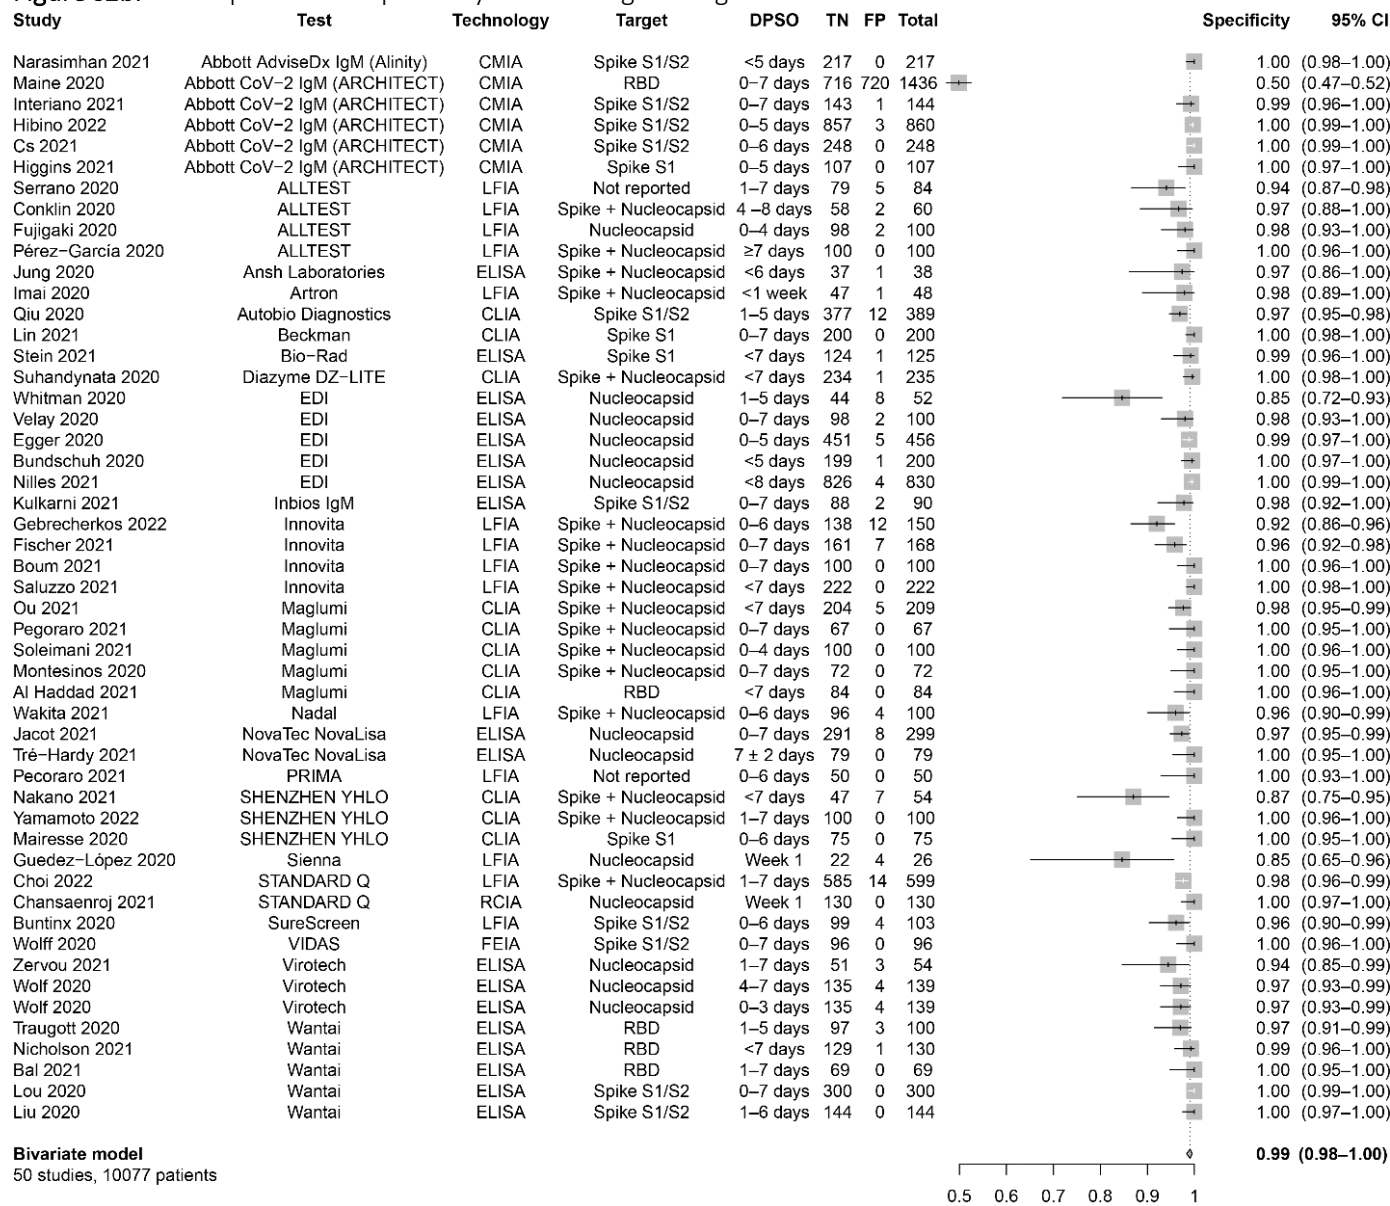 Study Test Technology Target DPSO TN FP Total Specificity 95% CI
Narasimhan 2021 Abbott AdviseDx IgM (Alinity) CMIA Spike S1/S2 <5 days 217 0 217 1.00 (0.98–1.00)
Maine 2020 Abbott CoV−2 IgM (ARCHITECT) CMIA RBD 0–7 days 716 720 1436 0.50 (0.47–0.52)
Interiano 2021 Abbott CoV−2 IgM (ARCHITECT) CMIA Spike S1/S2 0–7 days 143 1 144 0.99 (0.96–1.00)
Hibino 2022 Abbott CoV−2 IgM (ARCHITECT) CMIA Spike S1/S2 0–5 days 857 3 860 1.00 (0.99–1.00)
Cs 2021 Abbott CoV−2 IgM (ARCHITECT) CMIA Spike S1/S2 0–6 days 248 0 248 1.00 (0.99–1.00)
Higgins 2021 Abbott CoV−2 IgM (ARCHITECT) CMIA Spike S1 0–5 days 107 0 107 1.00 (0.97–1.00)
Serrano 2020 ALLTEST LFIA Not reported 1–7 days 79 5 84 0.94 (0.87–0.98)
Conklin 2020 ALLTEST LFIA Spike + Nucleocapsid 4 –8 days 58 2 60 0.97 (0.88–1.00)
Fujigaki 2020 ALLTEST LFIA Nucleocapsid 0–4 days 98 2 100 0.98 (0.93–1.00)
Pérez−García 2020 ALLTEST LFIA Spike + Nucleocapsid ≥7 days 100 0 100 1.00 (0.96–1.00)
Jung 2020 Ansh Laboratories ELISA Spike + Nucleocapsid <6 days 37 1 38 0.97 (0.86–1.00)
Imai 2020 Artron LFIA Spike + Nucleocapsid <1 week 47 1 48 0.98 (0.89–1.00)
Qiu 2020 Autobio Diagnostics CLIA Spike S1/S2 1–5 days 377 12 389 0.97 (0.95–0.98)
Lin 2021 Beckman CLIA Spike S1 0–7 days 200 0 200 1.00 (0.98–1.00)
Stein 2021 Bio−Rad ELISA Spike S1 <7 days 124 1 125 0.99 (0.96–1.00)
Suhandynata 2020 Diazyme DZ−LITE CLIA Spike + Nucleocapsid <7 days 234 1 235 1.00 (0.98–1.00)
Whitman 2020 EDI ELISA Nucleocapsid 1–5 days 44 8 52 0.85 (0.72–0.93)
Velay 2020 EDI ELISA Nucleocapsid 0–7 days 98 2 100 0.98 (0.93–1.00)
Egger 2020 EDI ELISA Nucleocapsid 0–5 days 451 5 456 0.99 (0.97–1.00)
Bundschuh 2020 EDI ELISA Nucleocapsid <5 days 199 1 200 1.00 (0.97–1.00)
Nilles 2021 EDI ELISA Nucleocapsid <8 days 826 4 830 1.00 (0.99–1.00)
Kulkarni 2021 Inbios IgM ELISA Spike S1/S2 0–7 days 88 2 90 0.98 (0.92–1.00)
Gebrecherkos 2022 Innovita LFIA Spike + Nucleocapsid 0–6 days 138 12 150 0.92 (0.86–0.96)
Fischer 2021 Innovita LFIA Spike + Nucleocapsid 0–7 days 161 7 168 0.96 (0.92–0.98)
Boum 2021 Innovita LFIA Spike + Nucleocapsid 0–7 days 100 0 100 1.00 (0.96–1.00)
Saluzzo 2021 Innovita LFIA Spike + Nucleocapsid <7 days 222 0 222 1.00 (0.98–1.00)
Ou 2021 Maglumi CLIA Spike + Nucleocapsid <7 days 204 5 209 0.98 (0.95–0.99)
Pegoraro 2021 Maglumi CLIA Spike + Nucleocapsid 0–7 days 67 0 67 1.00 (0.95–1.00)
Soleimani 2021 Maglumi CLIA Spike + Nucleocapsid 0–4 days 100 0 100 1.00 (0.96–1.00)
Montesinos 2020 Maglumi CLIA Spike + Nucleocapsid 0–7 days 72 0 72 1.00 (0.95–1.00)
Al Haddad 2021 Maglumi CLIA RBD <7 days 84 0 84 1.00 (0.96–1.00)
Wakita 2021 Nadal LFIA Spike + Nucleocapsid 0–6 days 96 4 100 0.96 (0.90–0.99)
Jacot 2021 NovaTec NovaLisa ELISA Nucleocapsid 0–7 days 291 8 299 0.97 (0.95–0.99)
Tré−Hardy 2021 NovaTec NovaLisa ELISA Nucleocapsid 7 ± 2 days 79 0 79 1.00 (0.95–1.00)
Pecoraro 2021 PRIMA LFIA Not reported 0–6 days 50 0 50 1.00 (0.93–1.00)
Nakano 2021 SHENZHEN YHLO CLIA Spike + Nucleocapsid <7 days 47 7 54 0.87 (0.75–0.95)
Yamamoto 2022 SHENZHEN YHLO CLIA Spike + Nucleocapsid 1–7 days 100 0 100 1.00 (0.96–1.00)
Mairesse 2020 SHENZHEN YHLO CLIA Spike S1 0–6 days 75 0 75 1.00 (0.95–1.00)
Guedez−López 2020 Sienna LFIA Nucleocapsid Week 1 22 4 26 0.85 (0.65–0.96)
Choi 2022 STANDARD Q LFIA Spike + Nucleocapsid 1–7 days 585 14 599 0.98 (0.96–0.99)
Chansaenroj 2021 STANDARD Q RCIA Nucleocapsid Week 1 130 0 130 1.00 (0.97–1.00)
Buntinx 2020 SureScreen LFIA Spike S1/S2 0–6 days 99 4 103 0.96 (0.90–0.99)
Wolff 2020 VIDAS FEIA Spike S1/S2 0–7 days 96 0 96 1.00 (0.96–1.00)
Zervou 2021 Virotech ELISA Nucleocapsid 1–7 days 51 3 54 0.94 (0.85–0.99)
Wolf 2020 Virotech ELISA Nucleocapsid 4–7 days 135 4 139 0.97 (0.93–0.99)
Wolf 2020 Virotech ELISA Nucleocapsid 0–3 days 135 4 139 0.97 (0.93–0.99)
Traugott 2020 Wantai ELISA RBD 1–5 days 97 3 100 0.97 (0.91–0.99)
Nicholson 2021 Wantai ELISA RBD <7 days 129 1 130 0.99 (0.96–1.00)
Bal 2021 Wantai ELISA RBD 1–7 days 69 0 69 1.00 (0.95–1.00)
Lou 2020 Wantai ELISA Spike S1/S2 0–7 days 300 0 300 1.00 (0.99–1.00)
Liu 2020 Wantai ELISA Spike S1/S2 1–6 days 144 0 144 1.00 (0.97–1.00)
Bivariate model 0.99 (0.98–1.00)
50 studies, 10077 patients
0.5 0.6 0.7 0.8 0.9 1